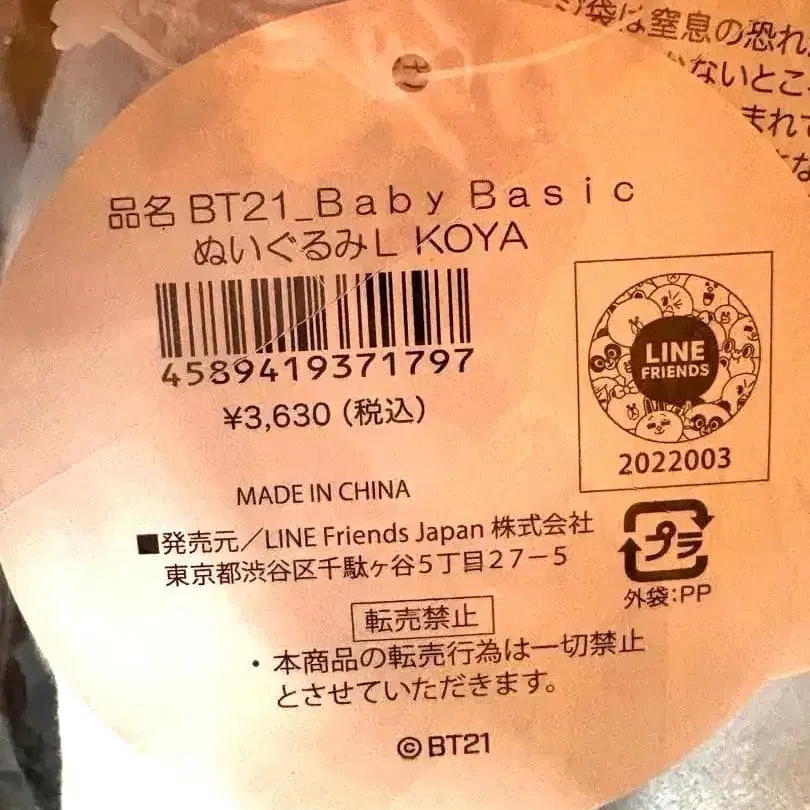 袋は窒息の恐れ
ないとこ
まれて
品名 BT21_Baby Basic
ぬいぐるみL KOYA
4589419371797
¥3,630 (税込)
LINE
FRIENDS
2022003
MADE IN CHINA
■発売元/LINE Friends Japan 株式会社
東京都渋谷区千駄ヶ谷5丁目27-5
プラ
外袋:PP
転売禁止
・本商品の転売行為は一切禁止
とさせていただきます。
©BT21